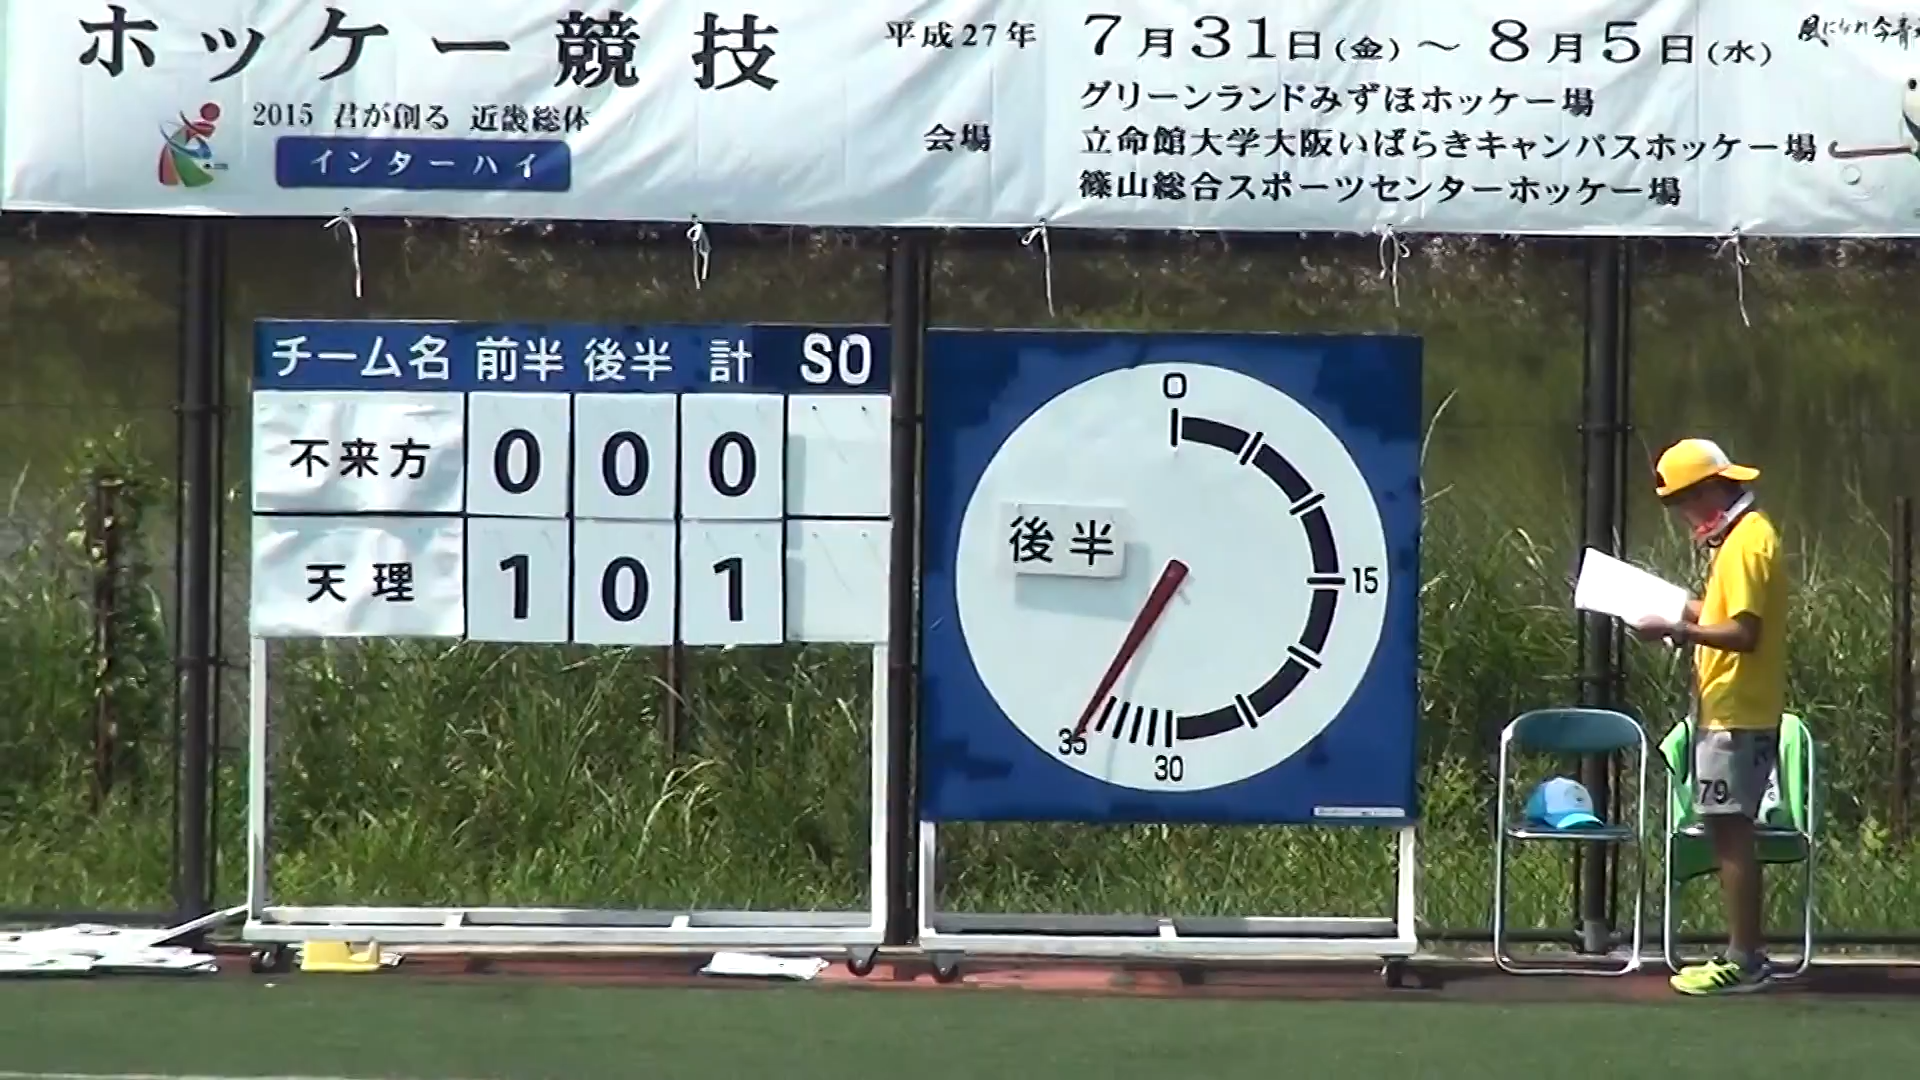 ホッケー競技
2015 君が創る 近畿総体
インターハイ
平成27年 7月31日(金)～8月5日(水)
会場
グリーンランドみずほホッケー場
立命館大学大阪いばらきキャンパスホッケー場
篠山総合スポーツセンターホッケー場
風になれ
チーム名 前半 後半 計 SO
不来方 0 0 0
天理 1 0 1
0
後半
15
35
30
79